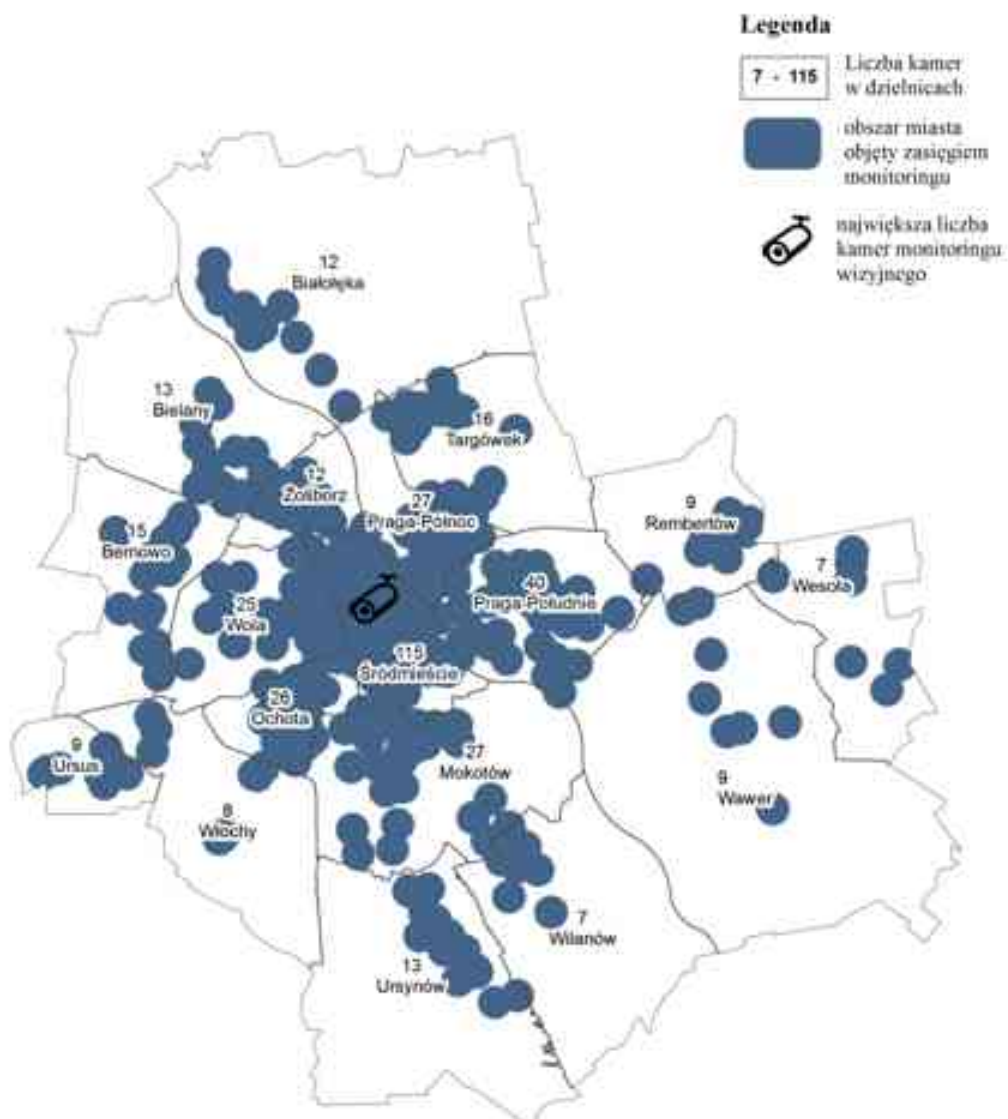 Legenda
7 - 115
Liczba kamer
w dzielnicach
obszar miasta
objęty zasięgiem
monitoringu
największa liczba
kamer monitoringu
wizyjnego
12
Białołęka
13
Bielany
16
Targówek
12
Żoliborz
27
Praga-Północ
9
Rembertów
15
Bemowo
7
Wesoła
40
Praga-Południe
25
Wola
115
Śródmieście
26
Ochota
9
Ursus
27
Mokotów
9
Wawer
8
Włochy
7
Wilanów
13
Ursynów